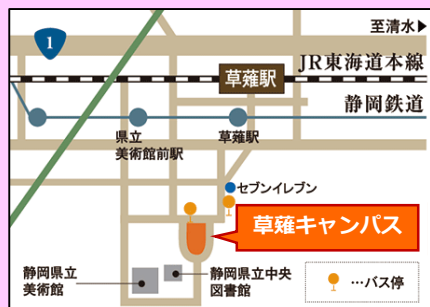 1
至清水▶
JR東海道本線
草薙駅
静岡鉄道
県立
美術館前駅
草薙駅
セブンイレブン
草薙キャンパス
静岡県立
美術館
静岡県立中央
図書館
…バス停